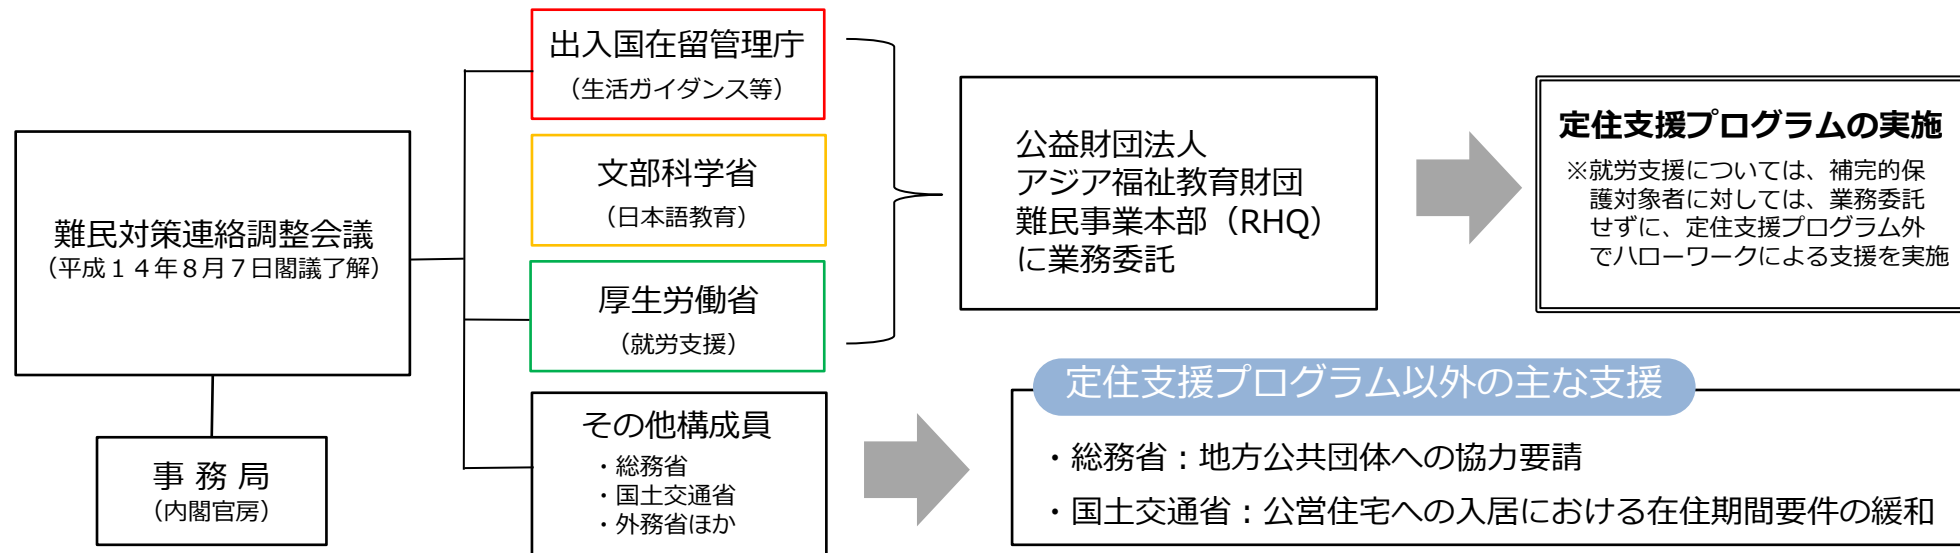 難民対策連絡調整会議
（平成１４年８月７日閣議了解）
事 務 局
（内閣官房）
出入国在留管理庁
（生活ガイダンス等）
文部科学省
（日本語教育）
厚生労働省
（就労支援）
その他構成員
・総務省
・国土交通省
・外務省ほか
公益財団法人
アジア福祉教育財団
難民事業本部（RHQ）
に業務委託
定住支援プログラムの実施
※就労支援については、補完的保
護対象者に対しては、業務委託
せずに、定住支援プログラム外
でハローワークによる支援を実施
定住支援プログラム以外の主な支援
・総務省：地方公共団体への協力要請
・国土交通省：公営住宅への入居における在住期間要件の緩和